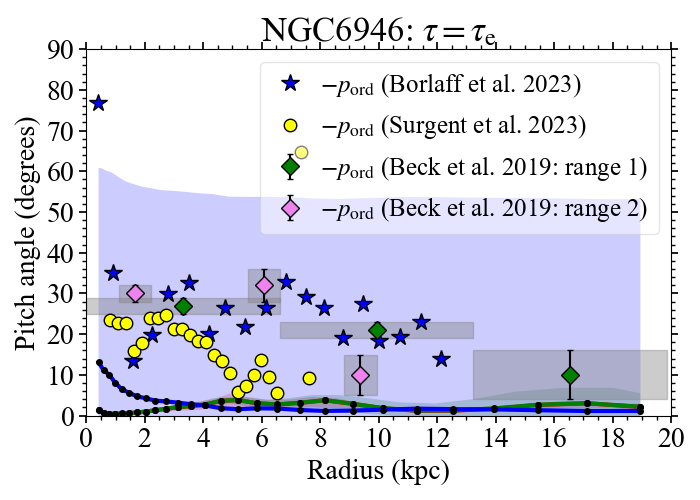 NGC6946: τ = τe
Pitch angle (degrees)
90
80
70
60
50
40
30
20
10
0
−pord (Borlaff et al. 2023)
−pord (Surgent et al. 2023)
−pord (Beck et al. 2019: range 1)
−pord (Beck et al. 2019: range 2)
0 2 4 6 8 10 12 14 16 18 20
Radius (kpc)